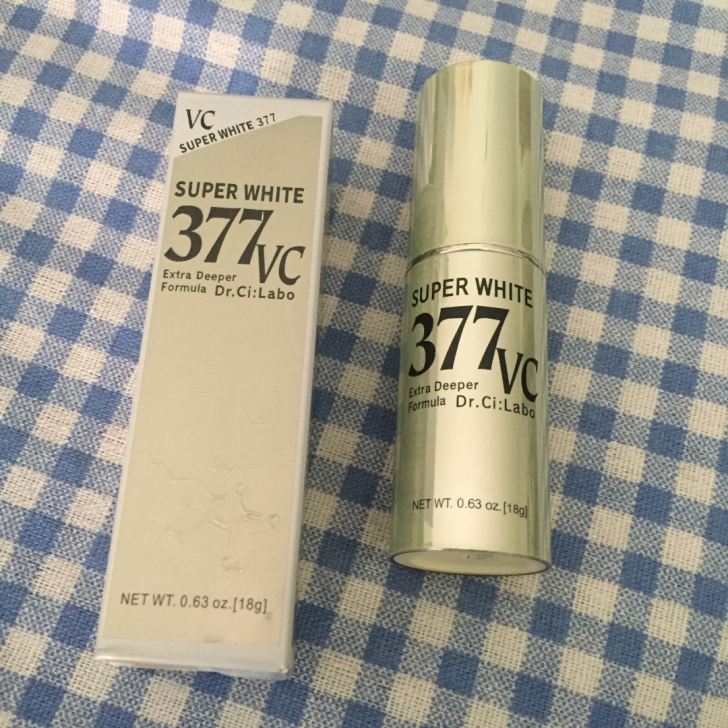 VC
SUPER WHITE 377
SUPER WHITE
377VC
Extra Deeper
Formula Dr.Ci:Labo
NET WT. 0.63 oz.[18g]
SUPER WHITE
377VC
Extra Deeper
Formula Dr.Ci:Labo
NET WT. 0.63 oz.[18g]